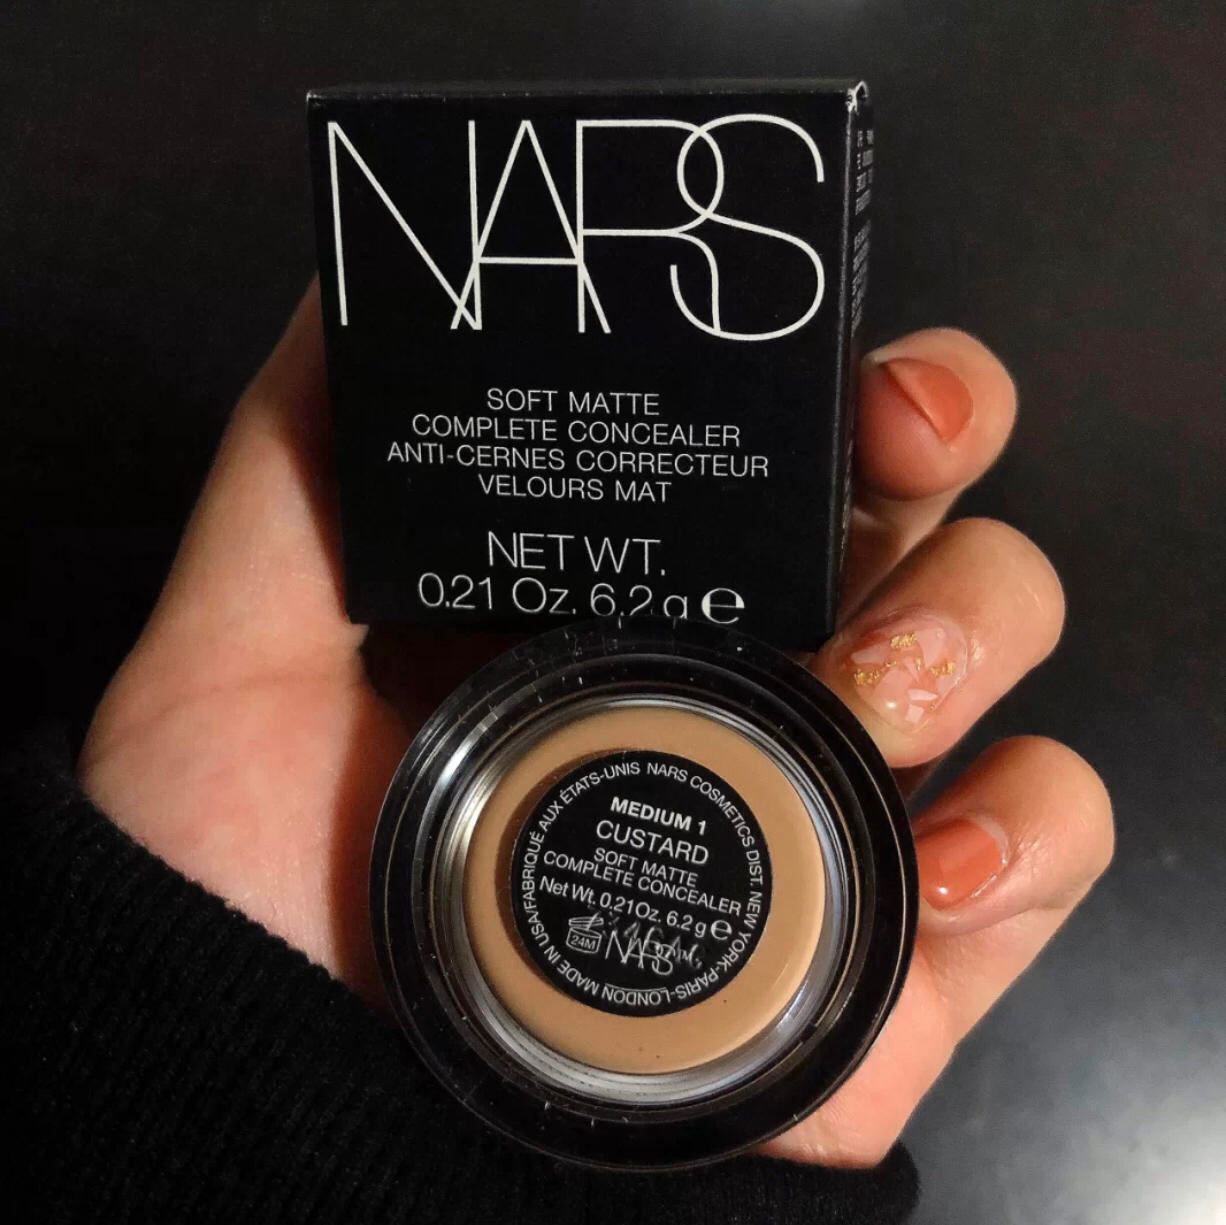 NARS
SOFT MATTE
COMPLETE CONCEALER
ANTI-CERNES CORRECTEUR
VELOURS MAT
NET WT.
0.21 Oz. 6.2 g e
MADE IN USA/FABRIQUÉ AUX ÉTATS-UNIS NARS COSMETICS DIST. NEW YORK-PARIS-LONDON
MEDIUM 1
CUSTARD
SOFT MATTE
COMPLETE CONCEALER
Net Wt. 0.21Oz. 6.2 g e
24M
NARS